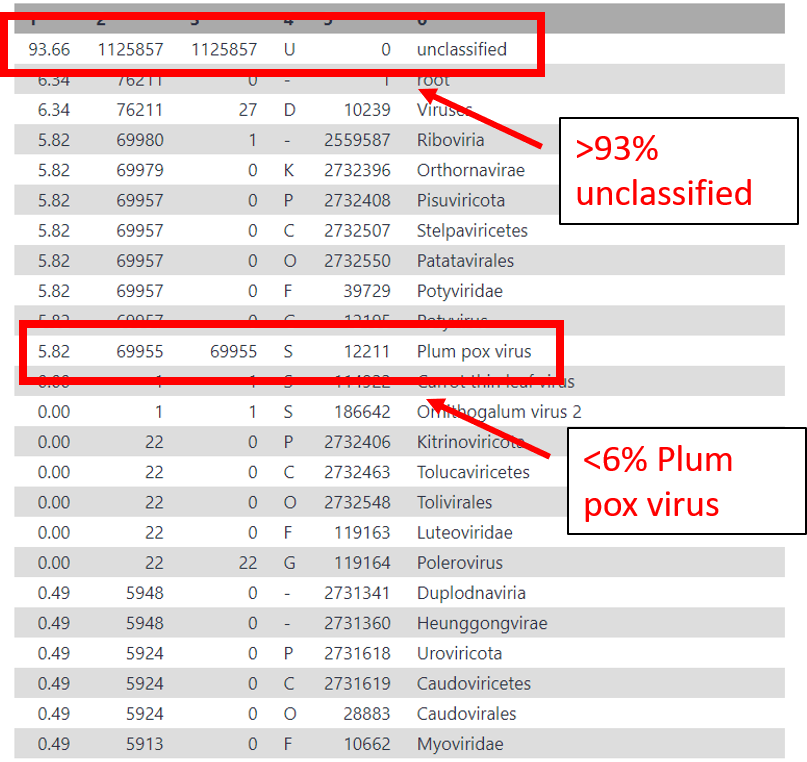 1 2 3 4 5 6
93.66 1125857 1125857 U 0 unclassified
6.34 76211 0 - 1 root
6.34 76211 27 D 10239 Viruses
5.82 69980 1 - 2559587 Riboviria
>93%
unclassified
5.82 69979 0 K 2732396 Orthornavirae
5.82 69957 0 P 2732408 Pisuviricota
5.82 69957 0 C 2732507 Stelpaviricetes
5.82 69957 0 O 2732550 Patatavirales
5.82 69957 0 F 39729 Potyviridae
5.82 69957 0 G 12195 Potyvirus
5.82 69955 69955 S 12211 Plum pox virus
0.00 1 1 S 114922 Carrot thin leaf virus
0.00 1 1 S 186642 Ornithogalum virus 2
0.00 22 0 P 2732406 Kitrinoviricota
<6% Plum
pox virus
0.00 22 0 C 2732463 Tolucaviricetes
0.00 22 0 O 2732548 Tolivirales
0.00 22 0 F 119163 Luteoviridae
0.00 22 22 G 119164 Polerovirus
0.49 5948 0 - 2731341 Duplodnaviria
0.49 5948 0 - 2731360 Heunggongvirae
0.49 5924 0 P 2731618 Uroviricota
0.49 5924 0 C 2731619 Caudoviricetes
0.49 5924 0 O 28883 Caudovirales
0.49 5913 0 F 10662 Myoviridae